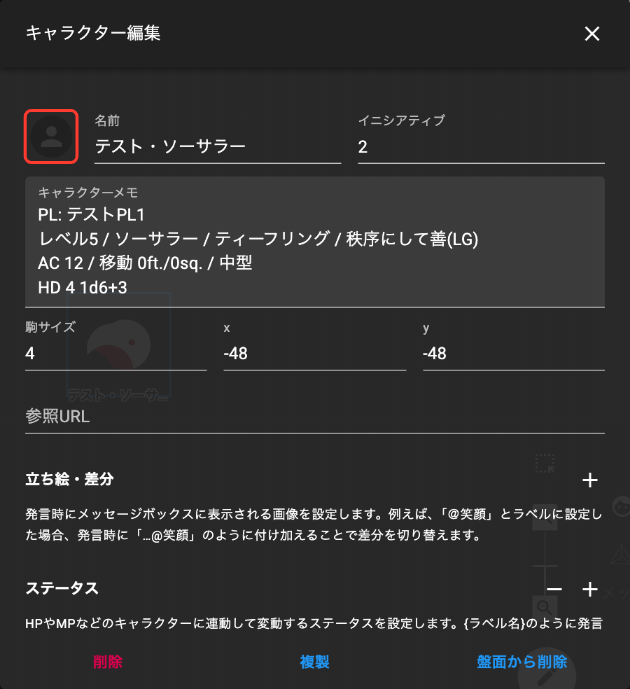 キャラクター編集
名前
イニシアティブ
テスト・ソーサラー
2
キャラクターメモ
PL: テストPL1
レベル5 / ソーサラー / ティーフリング / 秩序にして善(LG)
AC 12 / 移動 0ft./0sq. / 中型
HD 4 1d6+3
駒サイズ
x
y
4
-48
-48
テスト・ソーサ...
参照URL
立ち絵・差分
発言時にメッセージボックスに表示される画像を設定します。例えば、「@笑顔」とラベルに設定し
た場合、発言時に「...@笑顔」のように付け加えることで差分を切り替えます。
ステータス
HPやMPなどのキャラクターに連動して変動するステータスを設定します。{ラベル名}のように発言
削除
複製
盤面から削除